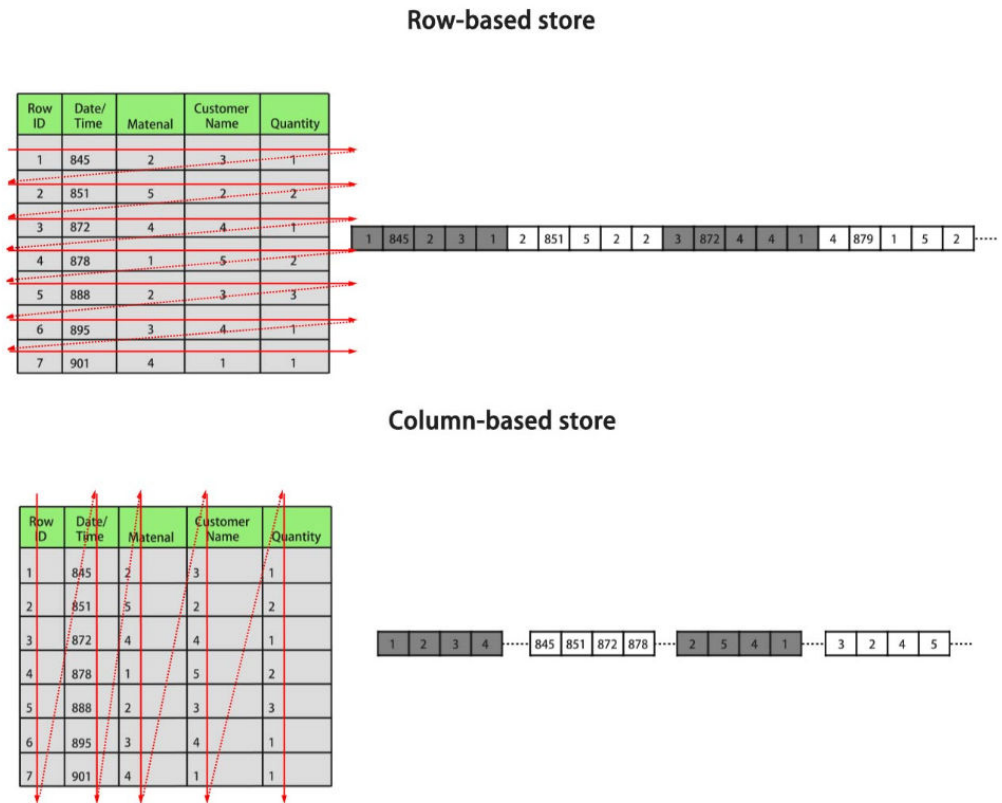 Row-based store
Row ID Date/Time Matenal Customer Name Quantity
1 845 2 3 1
2 851 5 2 2
3 872 4 4 1
4 878 1 5 2
5 888 2 3 3
6 895 3 4 1
7 901 4 1 1
1 845 2 3 1 2 851 5 2 2 3 872 4 4 1 4 879 1 5 2
Column-based store
Row ID Date/Time Matenal Customer Name Quantity
1 845 2 3 1
2 851 5 2 2
3 872 4 4 1
4 878 1 5 2
5 888 2 3 3
6 895 3 4 1
7 901 4 1 1
1 2 3 4 845 851 872 878 2 5 4 1 3 2 4 5